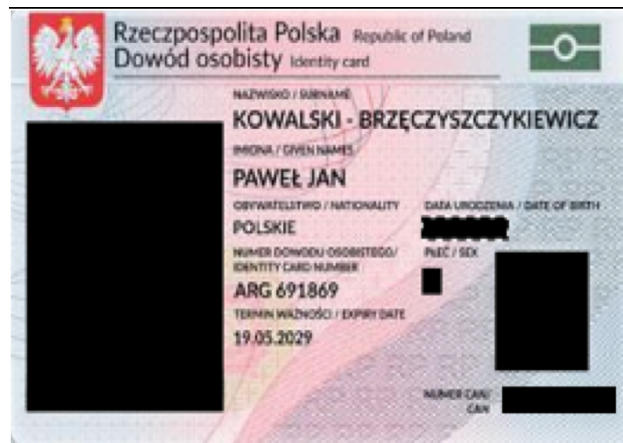 Rzeczpospolita Polska Republic of Poland
Dowód osobisty Identity card
NAZWISKO / SURNAME
KOWALSKI - BRZĘCZYSZCZYKIEWICZ
IMIONA / GIVEN NAMES
PAWEŁ JAN
OBYWATELSTWO / NATIONALITY DATA URODZENIA / DATE OF BIRTH
POLSKIE
NUMER DOWODU OSOBISTEGO/ PŁEĆ / SEX
IDENTITY CARD NUMBER
ARG 691869
TERMIN WAŻNOŚCI / EXPIRY DATE
19.05.2029
NUMER CAN/
CAN